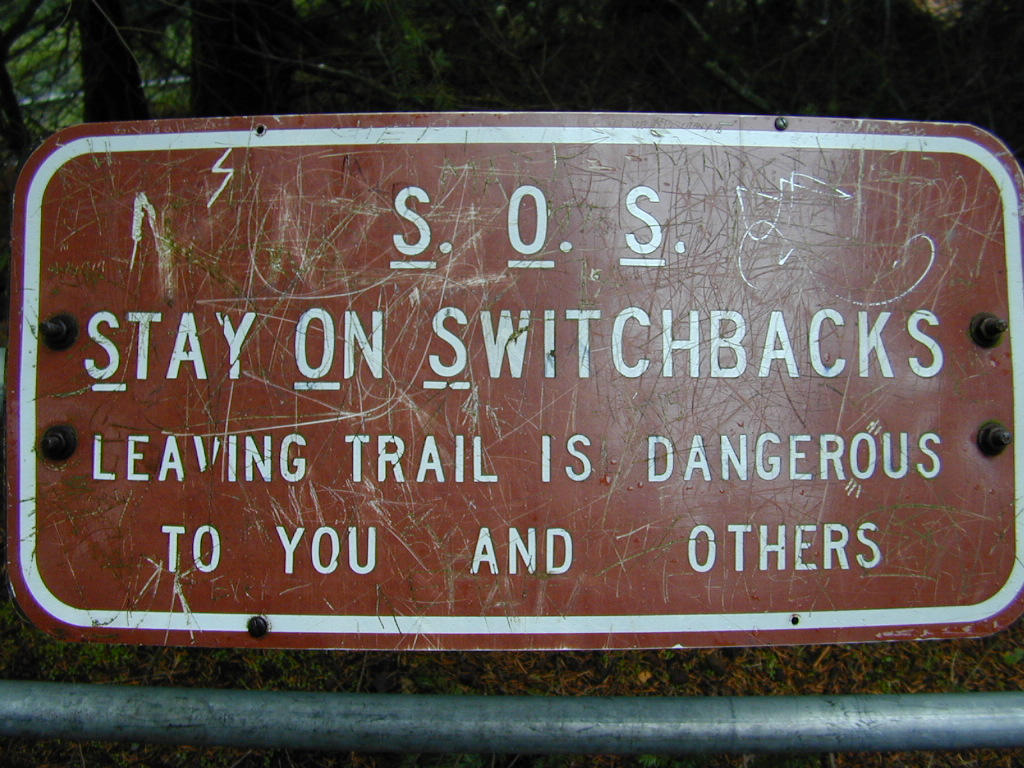 S. O. S.
STAY ON SWITCHBACKS
LEAVING TRAIL IS DANGEROUS
TO YOU AND OTHERS